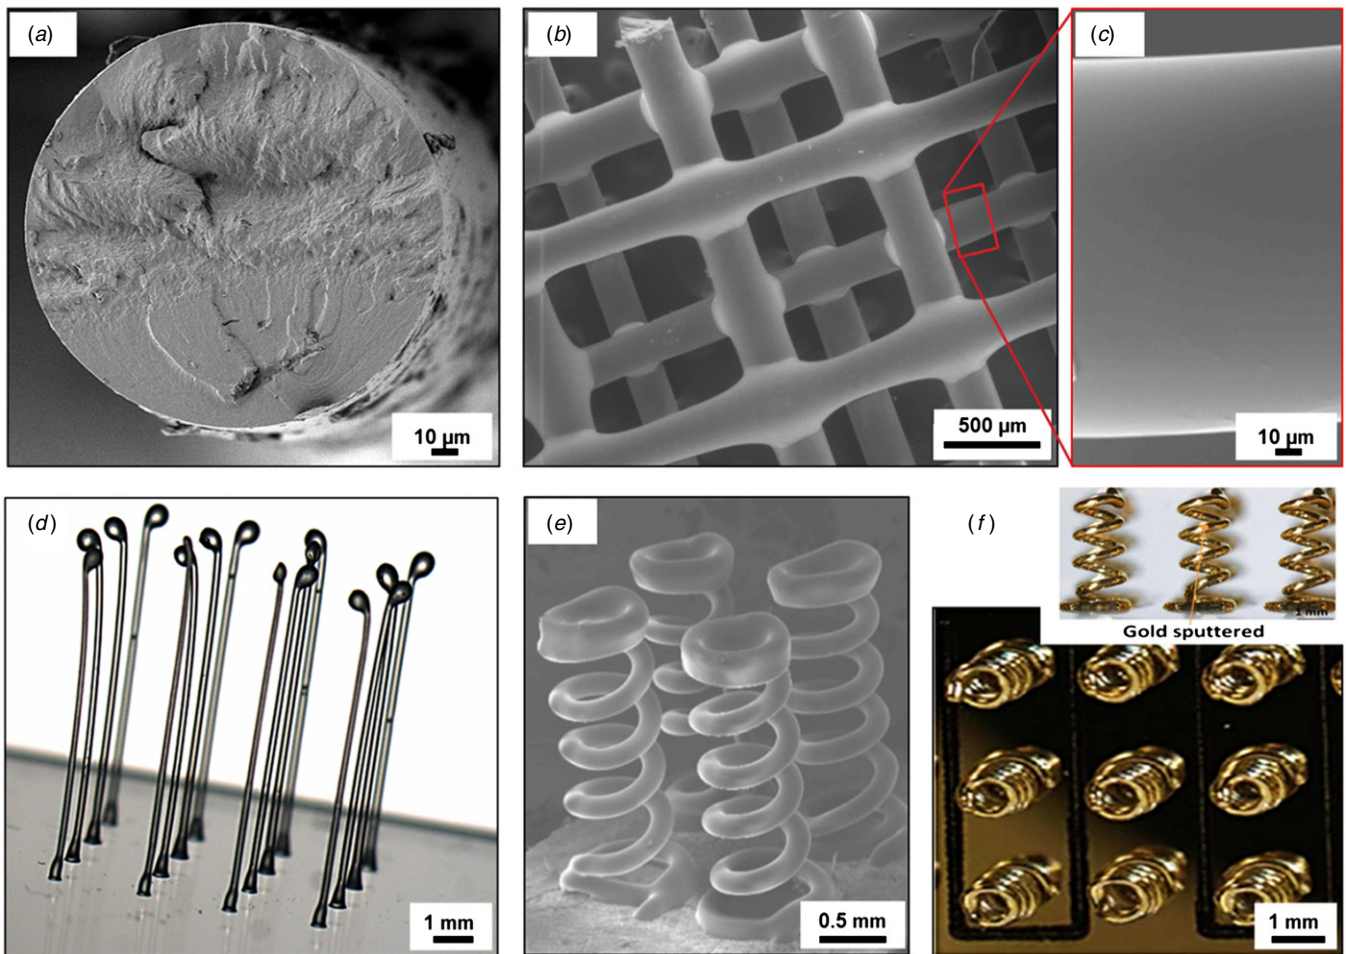 (a)
10 µm
(b)
500 µm
(c)
10 µm
(d)
1 mm
(e)
0.5 mm
(f)
1 mm
Gold sputtered
1 mm